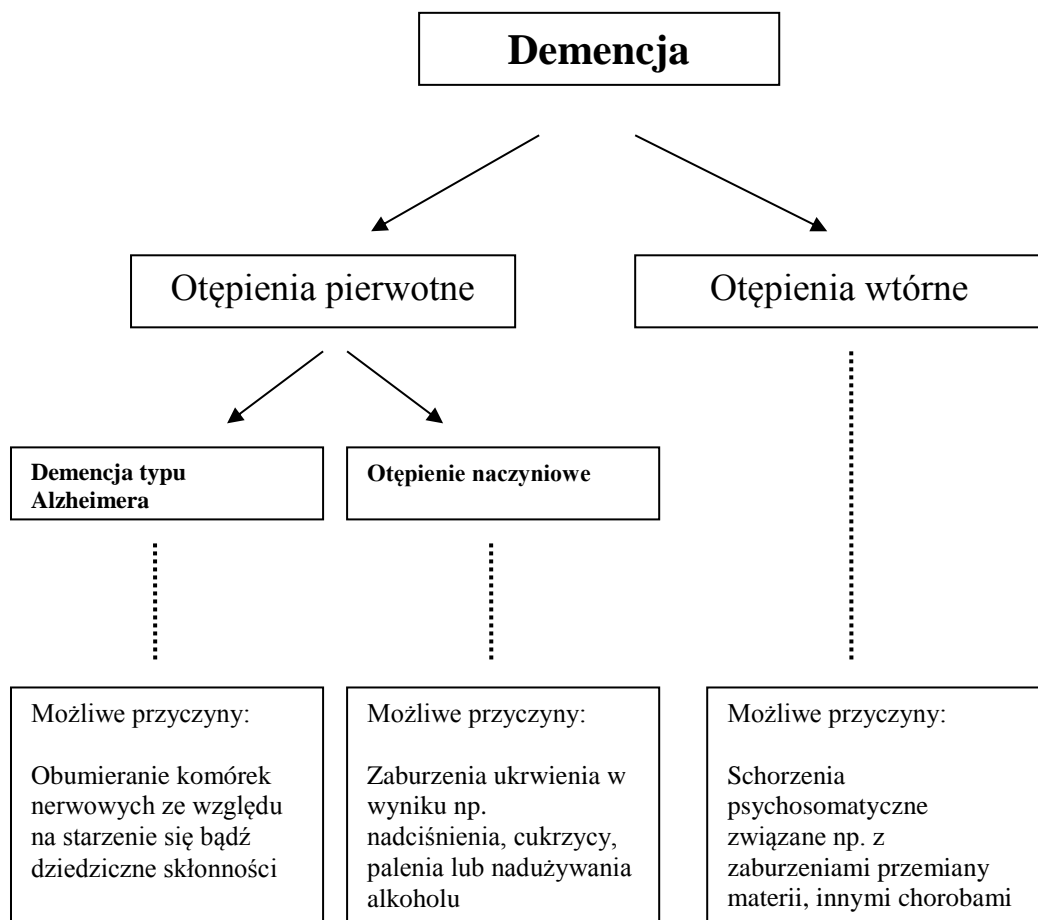 Demencja
Otępienia pierwotne
Otępienia wtórne
Demencja typu
Alzheimera
Otępienie naczyniowe
Możliwe przyczyny:
Obumieranie komórek
nerwowych ze względu
na starzenie się bądź
dziedziczne skłonności
Możliwe przyczyny:
Zaburzenia ukrwienia w
wyniku np.
nadciśnienia, cukrzycy,
palenia lub nadużywania
alkoholu
Możliwe przyczyny:
Schorzenia
psychosomatyczne
związane np. z
zaburzeniami przemiany
materii, innymi chorobami